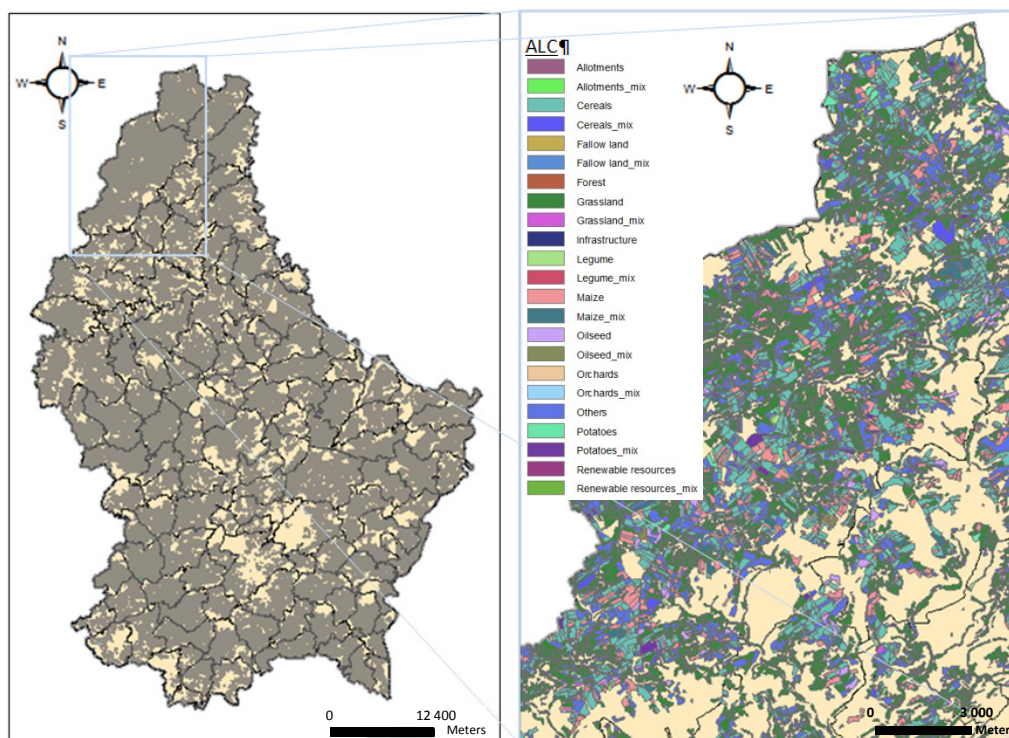 N
W E
S
0 12 400
Meters
ALC¶
Allotments
Allotments_mix
Cereals
Cereals_mix
Fallow land
Fallow land_mix
Forest
Grassland
Grassland_mix
Infrastructure
Legume
Legume_mix
Maize
Maize_mix
Oilseed
Oilseed_mix
Orchards
Orchards_mix
Others
Potatoes
Potatoes_mix
Renewable resources
Renewable resources_mix
N
W E
S
0 3 000
Meter